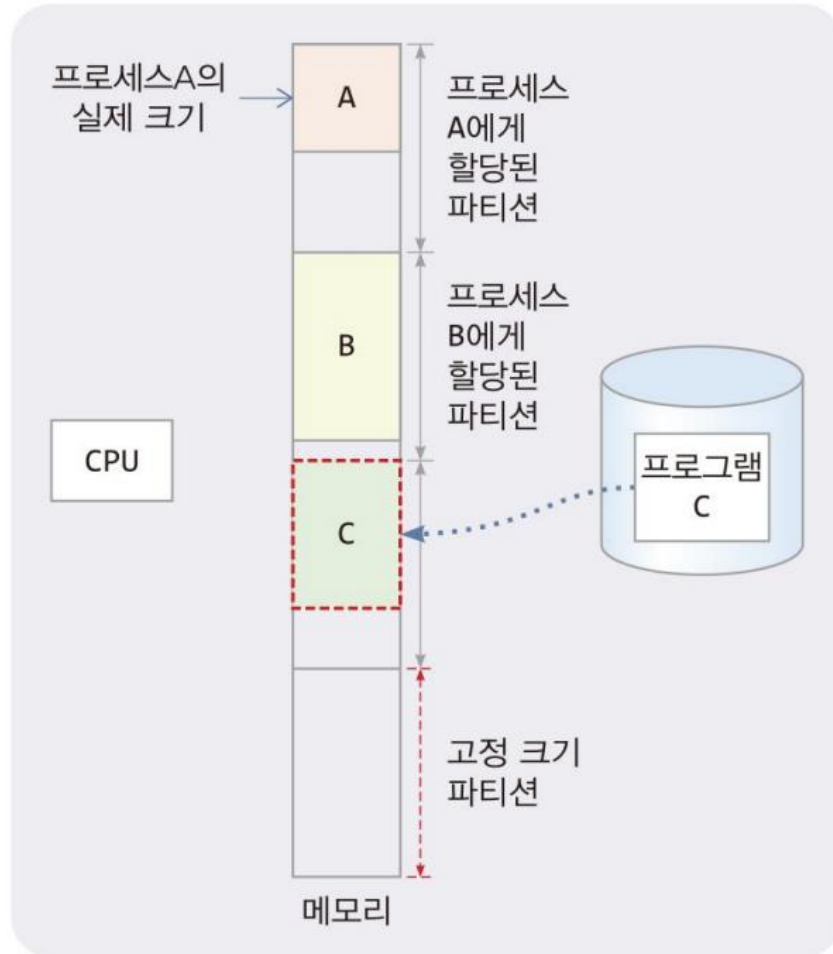 프로세스A의
실제 크기
A
프로세스
A에게
할당된
파티션
B
프로세스
B에게
할당된
파티션
CPU
C
프로그램
C
고정 크기
파티션
메모리